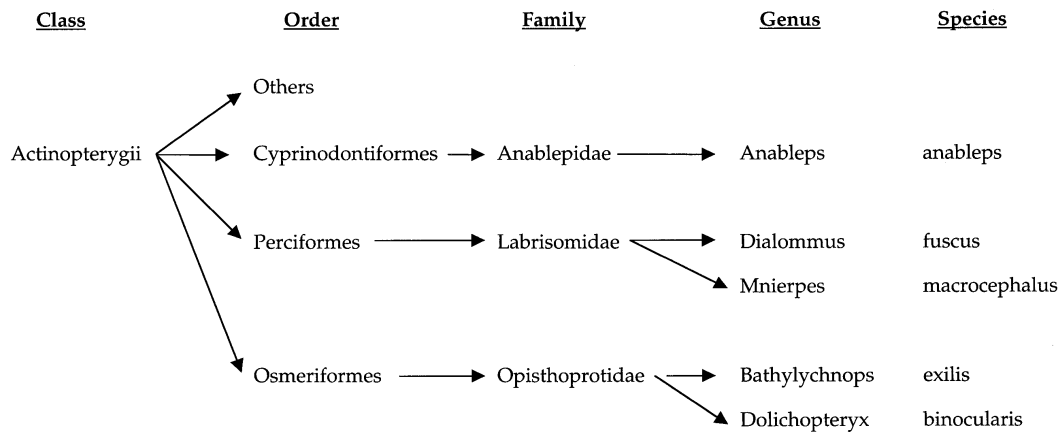 Class Order Family Genus Species
Others
Actinopterygii Cyprinodontiformes Anablepidae Anableps anableps
Perciformes Labrisomidae Dialommus fuscus
Mnierpes macrocephalus
Osmeriformes Opisthoprotidae Bathylychnops exilis
Dolichopteryx binocularis